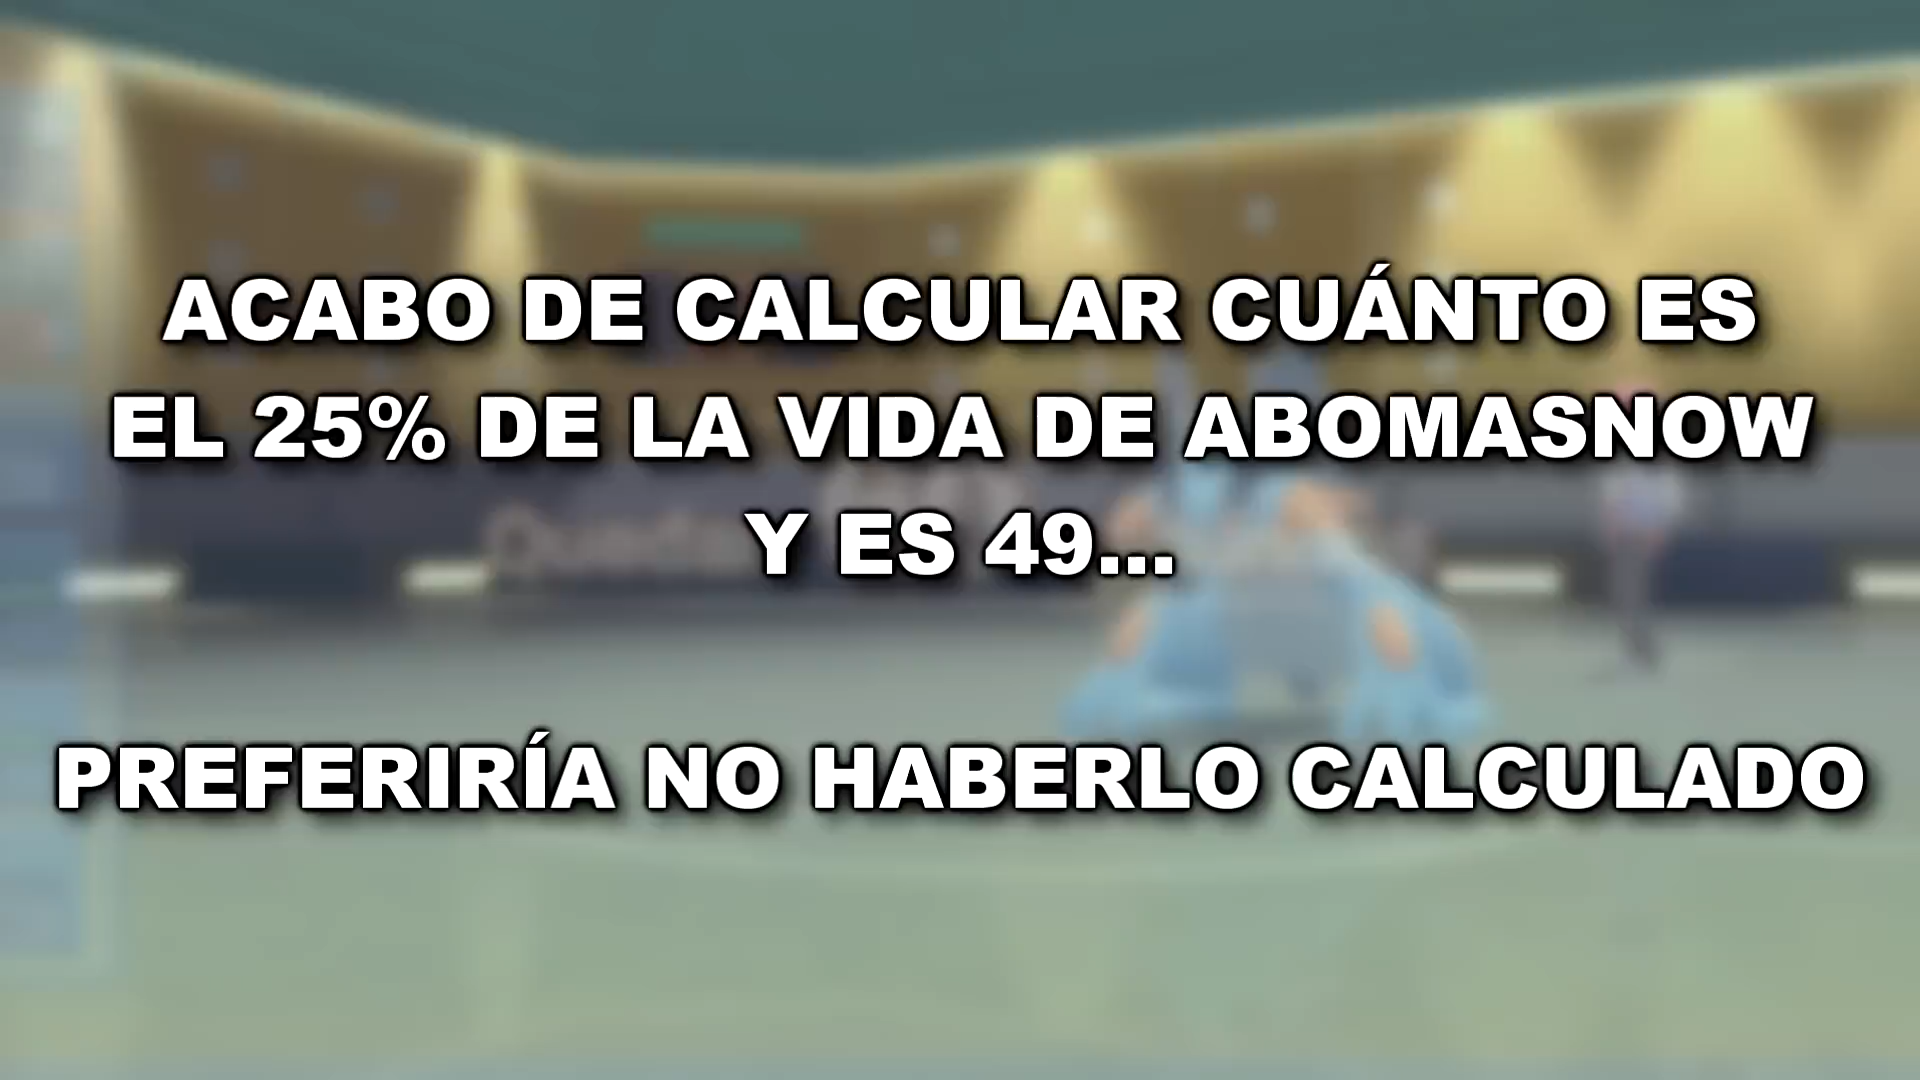 ACABO DE CALCULAR CUÁNTO ES
EL 25% DE LA VIDA DE ABOMASNOW
Y ES 49...
PREFERIRÍA NO HABERLO CALCULADO